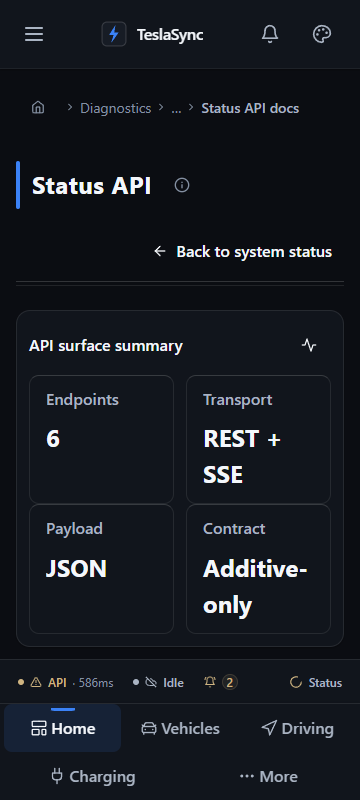 TeslaSync
Diagnostics > ... > Status API docs
Status API
← Back to system status
API surface summary
Endpoints
6
Transport
REST +
SSE
Payload
JSON
Contract
Additive-
only
API · 586ms
Idle
2
Status
Home
Vehicles
Driving
Charging
More